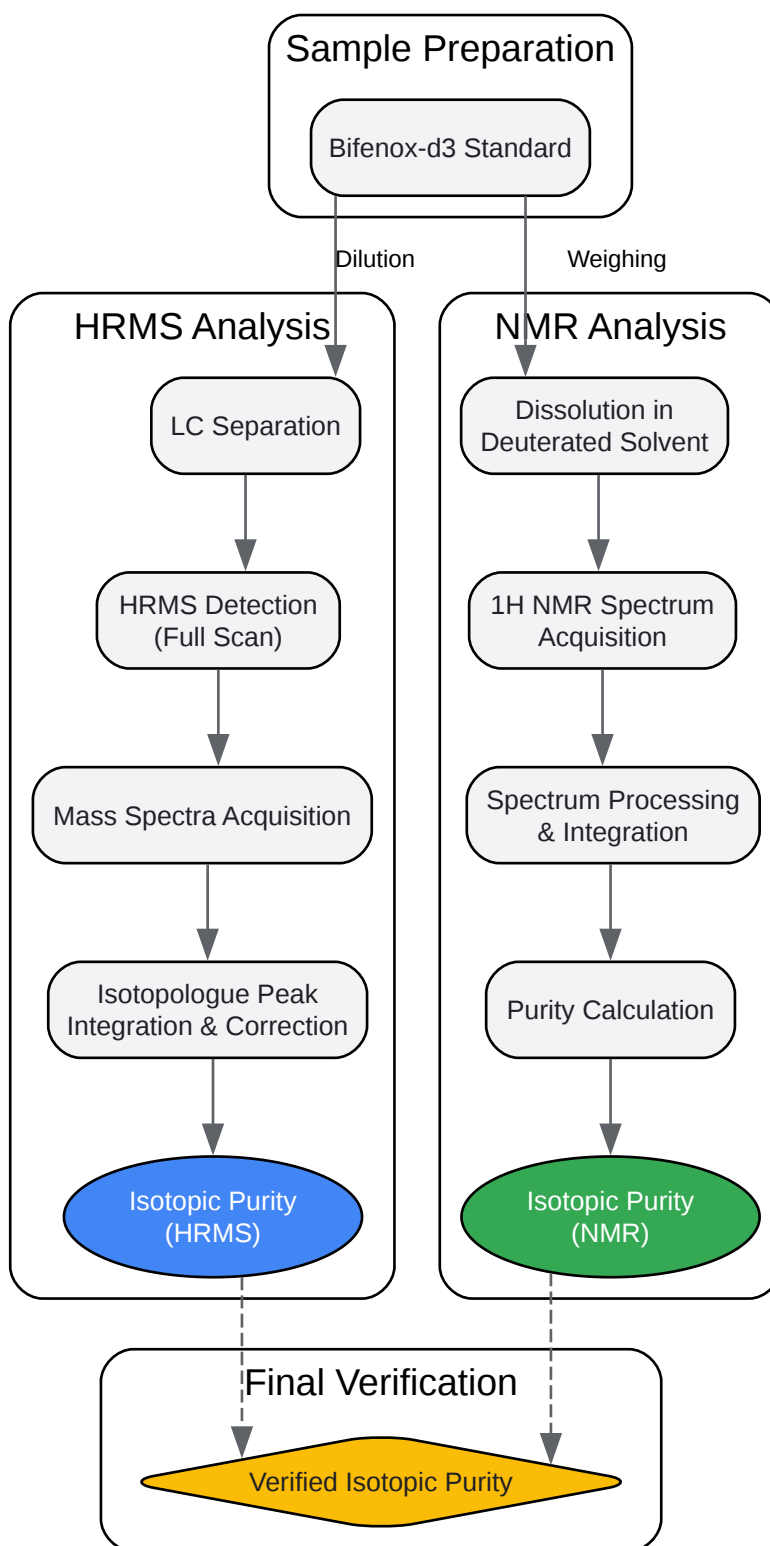 Sample Preparation
Bifenox-d3 Standard
Dilution
Weighing
HRMS Analysis
LC Separation
HRMS Detection
(Full Scan)
Mass Spectra Acquisition
Isotopologue Peak
Integration & Correction
Isotopic Purity
(HRMS)
NMR Analysis
Dissolution in
Deuterated Solvent
1H NMR Spectrum
Acquisition
Spectrum Processing
& Integration
Purity Calculation
Isotopic Purity
(NMR)
Final Verification
Verified Isotopic Purity